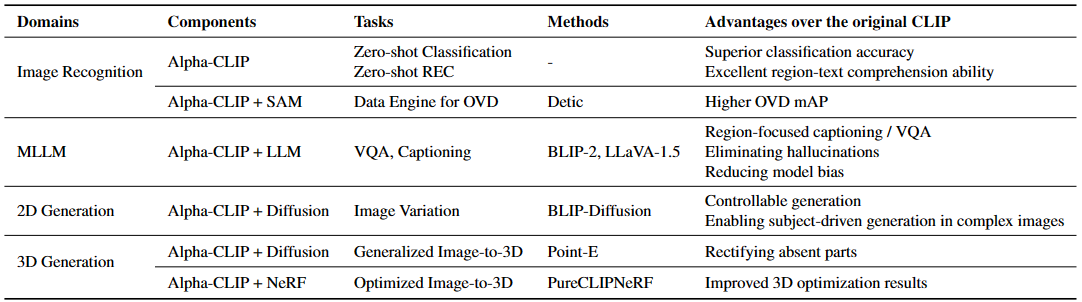 Domains Components Tasks Methods Advantages over the original CLIP
Image Recognition Alpha-CLIP Zero-shot Classification - Superior classification accuracy
Zero-shot REC Excellent region-text comprehension ability
Alpha-CLIP + SAM Data Engine for OVD Detic Higher OVD mAP
MLLM Alpha-CLIP + LLM VQA, Captioning BLIP-2, LLaVA-1.5 Region-focused captioning / VQA
Eliminating hallucinations
Reducing model bias
2D Generation Alpha-CLIP + Diffusion Image Variation BLIP-Diffusion Controllable generation
Enabling subject-driven generation in complex images
3D Generation Alpha-CLIP + Diffusion Generalized Image-to-3D Point-E Rectifying absent parts
Alpha-CLIP + NeRF Optimized Image-to-3D PureCLIPNeRF Improved 3D optimization results